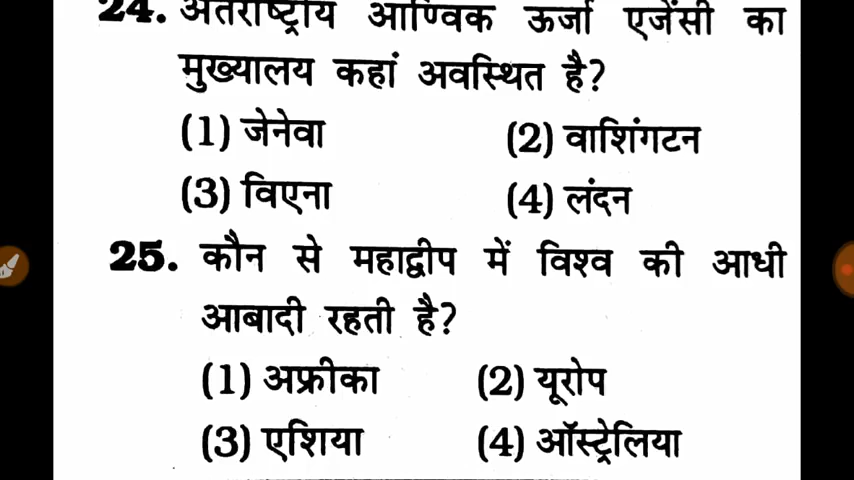 24. अंतर्राष्ट्रीय आण्विक ऊर्जा एजेंसी का
मुख्यालय कहां अवस्थित है?
(1) जेनेवा (2) वाशिंगटन
(3) विएना (4) लंदन
25. कौन से महाद्वीप में विश्व की आधी
आबादी रहती है?
(1) अफ्रीका (2) यूरोप
(3) एशिया (4) ऑस्ट्रेलिया